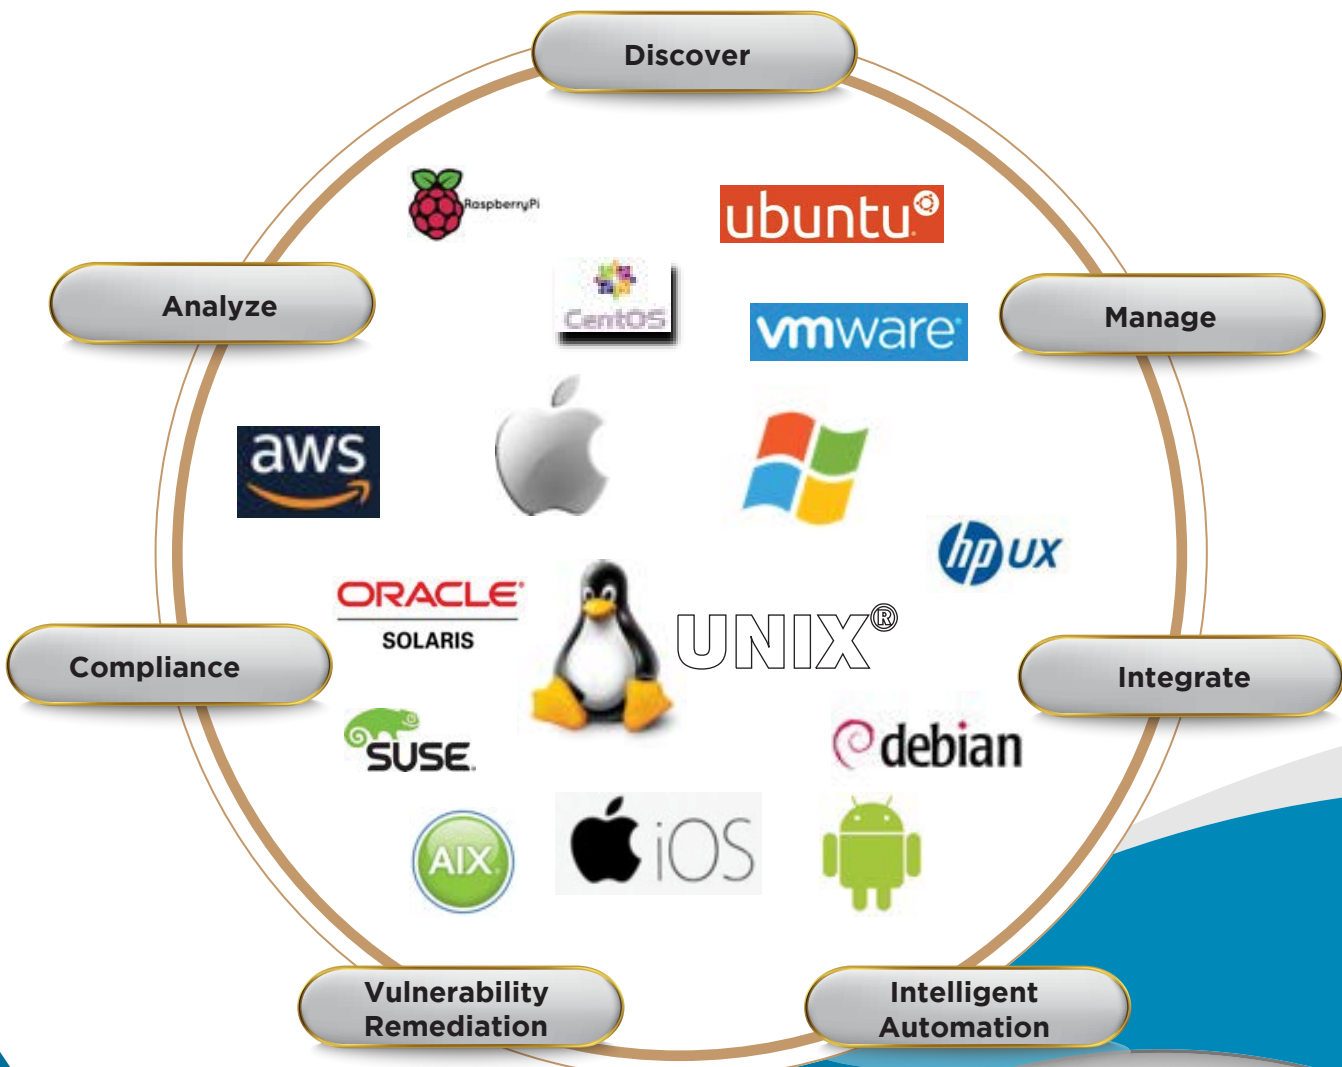 Discover
RaspberryPi
ubuntu®
Analyze
CentOS
Manage
vmware®
aws
hp UX
ORACLE®
SOLARIS
UNIX®
Compliance
Integrate
SUSE
debian
AIX
iOS
Vulnerability
Remediation
Intelligent
Automation